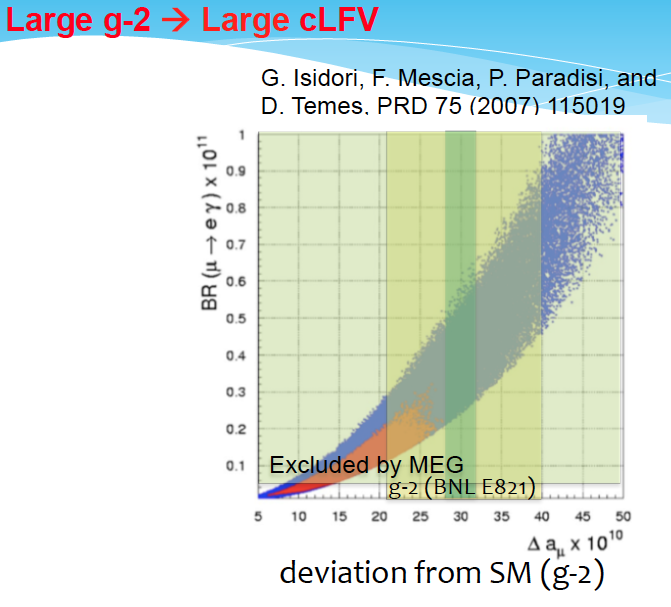 Large g-2 → Large cLFV
G. Isidori, F. Mescia, P. Paradisi, and
D. Temes, PRD 75 (2007) 115019
BR (μ → e γ) x 10¹¹
1
0.9
0.8
0.7
0.6
0.5
0.4
0.3
0.2
0.1
Excluded by MEG
g-2 (BNL E821)
5 10 15 20 25 30 35 40 45 50
Δ aμ x 10¹⁰
deviation from SM (g-2)